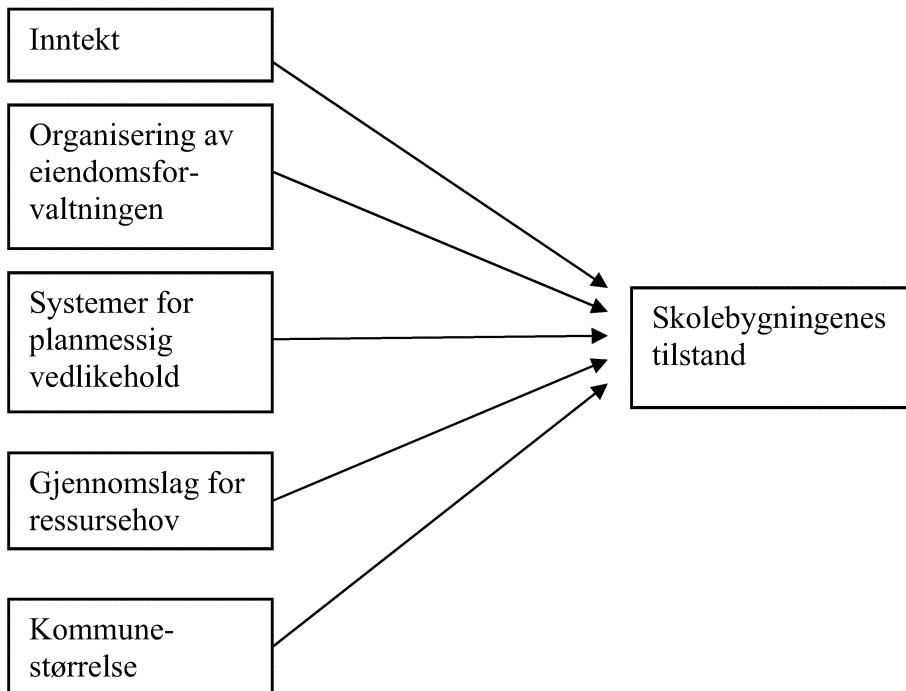 Inntekt
Organisering av
eiendomsfor-
valtningen
Systemer for
planmessig
vedlikehold
Gjennomslag for
ressursehov
Kommune-
størrelse
Skolebygningenes
tilstand